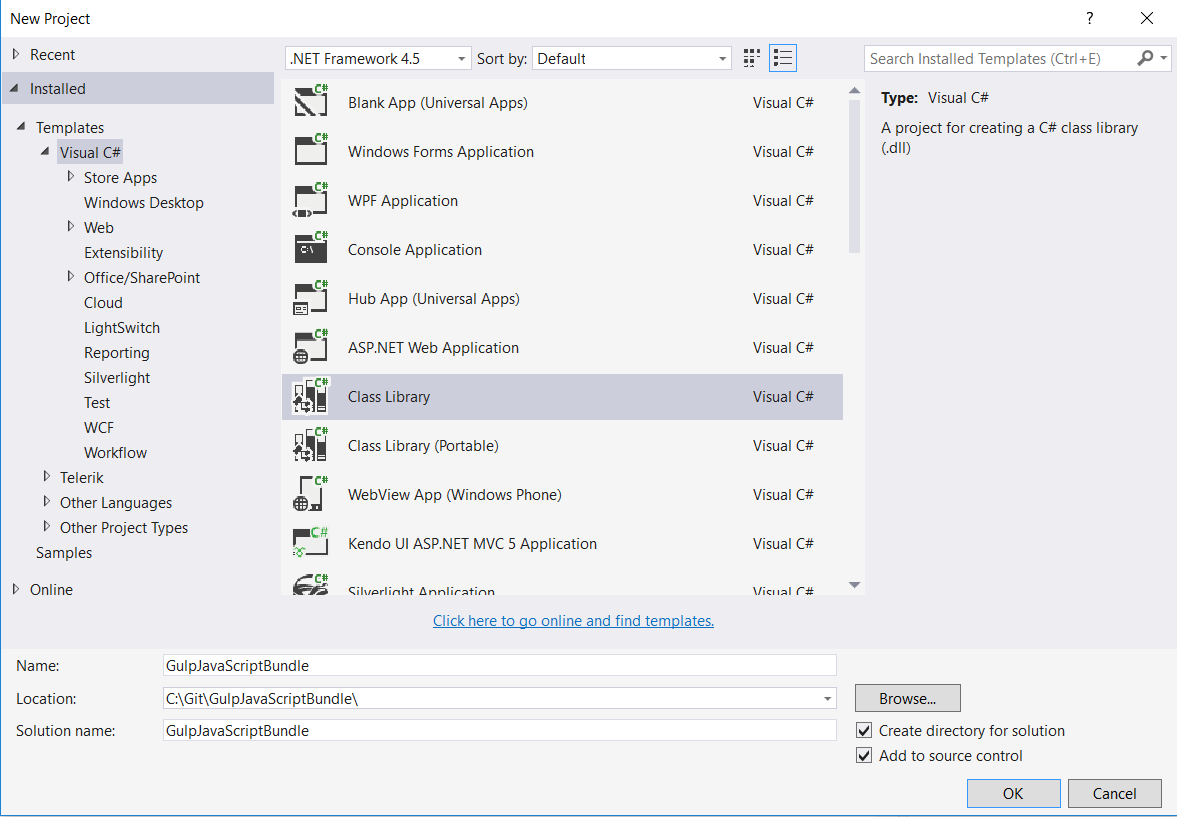 New Project
?
Recent
Installed
Templates
Visual C#
Store Apps
Windows Desktop
Web
Extensibility
Office/SharePoint
Cloud
LightSwitch
Reporting
Silverlight
Test
WCF
Workflow
Telerik
Other Languages
Other Project Types
Samples
Online
.NET Framework 4.5 Sort by: Default
C# Blank App (Universal Apps) Visual C#
C# Windows Forms Application Visual C#
C# WPF Application Visual C#
C# C:\ Console Application Visual C#
C# Hub App (Universal Apps) Visual C#
C# ASP.NET Web Application Visual C#
C# Class Library Visual C#
C# Class Library (Portable) Visual C#
C# WebView App (Windows Phone) Visual C#
C# Kendo UI ASP.NET MVC 5 Application Visual C#
C# Silverlight Application Visual C#
Click here to go online and find templates.
Search Installed Templates (Ctrl+E)
Type: Visual C#
A project for creating a C# class library
(.dll)
Name: GulpJavaScriptBundle
Location: C:\Git\GulpJavaScriptBundle\
Browse...
Solution name: GulpJavaScriptBundle
Create directory for solution
Add to source control
OK Cancel